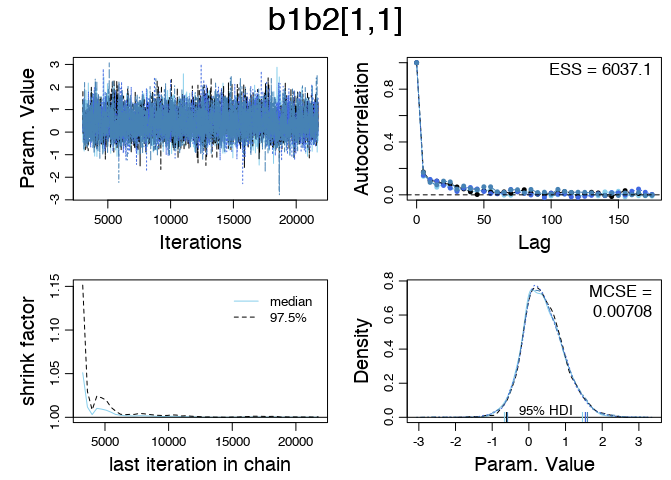 b1b2[1,1]
Param. Value
-3 -2 -1 0 1 2 3
5000 10000 15000 20000
Iterations
Autocorrelation
0.0 0.4 0.8
ESS = 6037.1
0 50 100 150
Lag
shrink factor
1.00 1.05 1.10 1.15
median
97.5%
5000 10000 15000 20000
last iteration in chain
Density
0.0 0.2 0.4 0.6 0.8
MCSE =
0.00708
95% HDI
-3 -2 -1 0 1 2 3
Param. Value